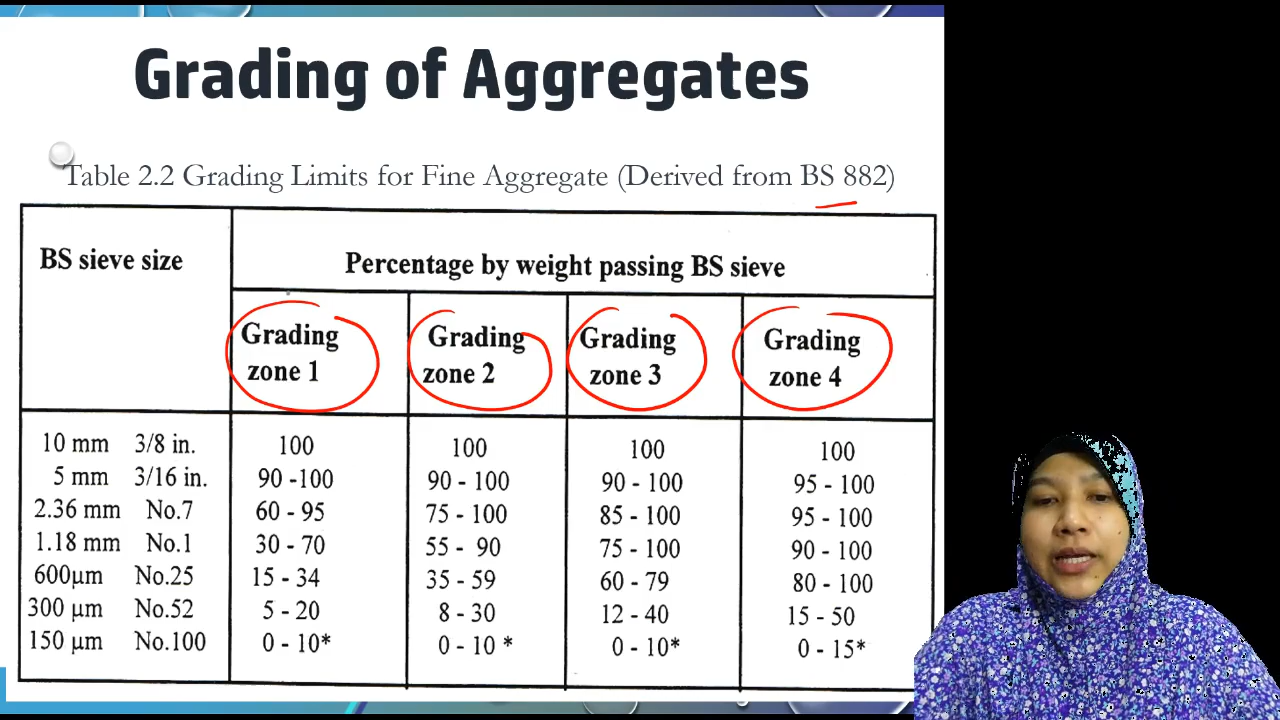 Grading of Aggregates
Table 2.2 Grading Limits for Fine Aggregate (Derived from BS 882)
BS sieve size Percentage by weight passing BS sieve
Grading zone 1 Grading zone 2 Grading zone 3 Grading zone 4
10 mm 3/8 in. 100 100 100 100
5 mm 3/16 in. 90 -100 90 - 100 90 - 100 95 - 100
2.36 mm No.7 60 - 95 75 - 100 85 - 100 95 - 100
1.18 mm No.1 30 - 70 55 - 90 75 - 100 90 - 100
600μm No.25 15 - 34 35 - 59 60 - 79 80 - 100
300 μm No.52 5 - 20 8 - 30 12 - 40 15 - 50
150 μm No.100 0 - 10* 0 - 10 * 0 - 10* 0 - 15*